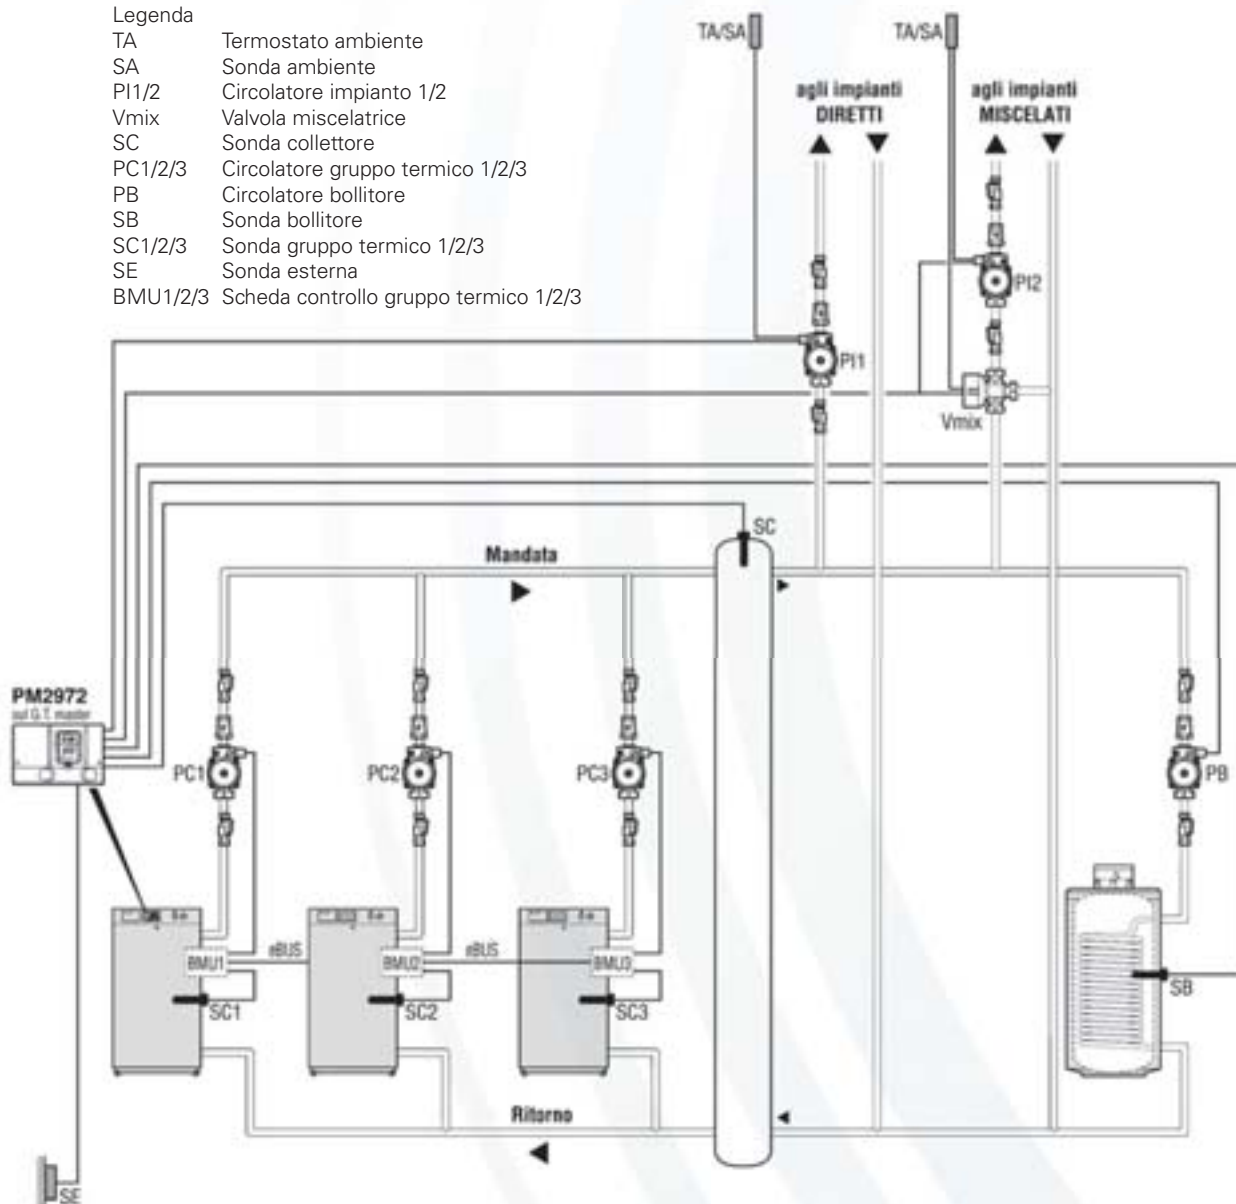 Legenda
TA Termostato ambiente
SA Sonda ambiente
PI1/2 Circolatore impianto 1/2
Vmix Valvola miscelatrice
SC Sonda collettore
PC1/2/3 Circolatore gruppo termico 1/2/3
PB Circolatore bollitore
SB Sonda bollitore
SC1/2/3 Sonda gruppo termico 1/2/3
SE Sonda esterna
BMU1/2/3 Scheda controllo gruppo termico 1/2/3
TA/SA
TA/SA
agli impianti
DIRETTI
agli impianti
MISCELATI
PI2
PI1
Vmix
SC
Mandata
PM2972
sul G.T. master
PC1
PC2
PC3
PB
BMU1
eBUS
BMU2
eBUS
BMU3
SC1
SC2
SC3
SB
Ritorno
SE